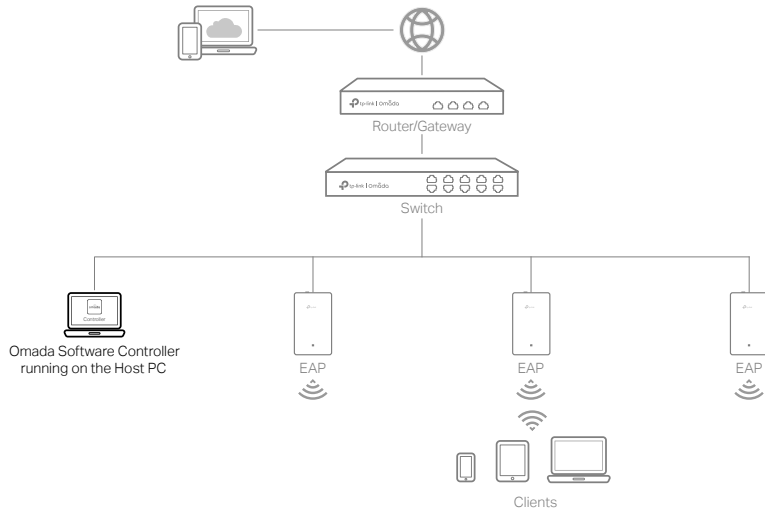 tp-link | omada
Router/Gateway
tp-link | omada
Switch
Controller
Omada Software Controller
running on the Host PC
EAP
EAP
EAP
Clients